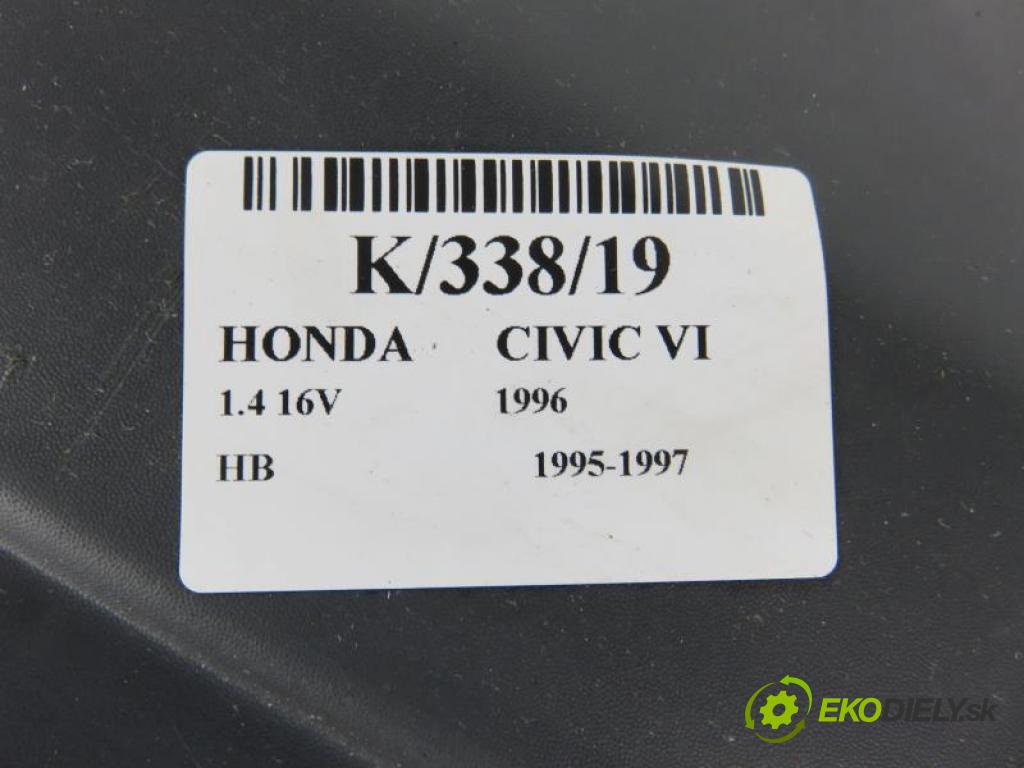 K/338/19
HONDA CIVIC VI
1.4 16V 1996
HB 1995-1997
EKODIELY.sk